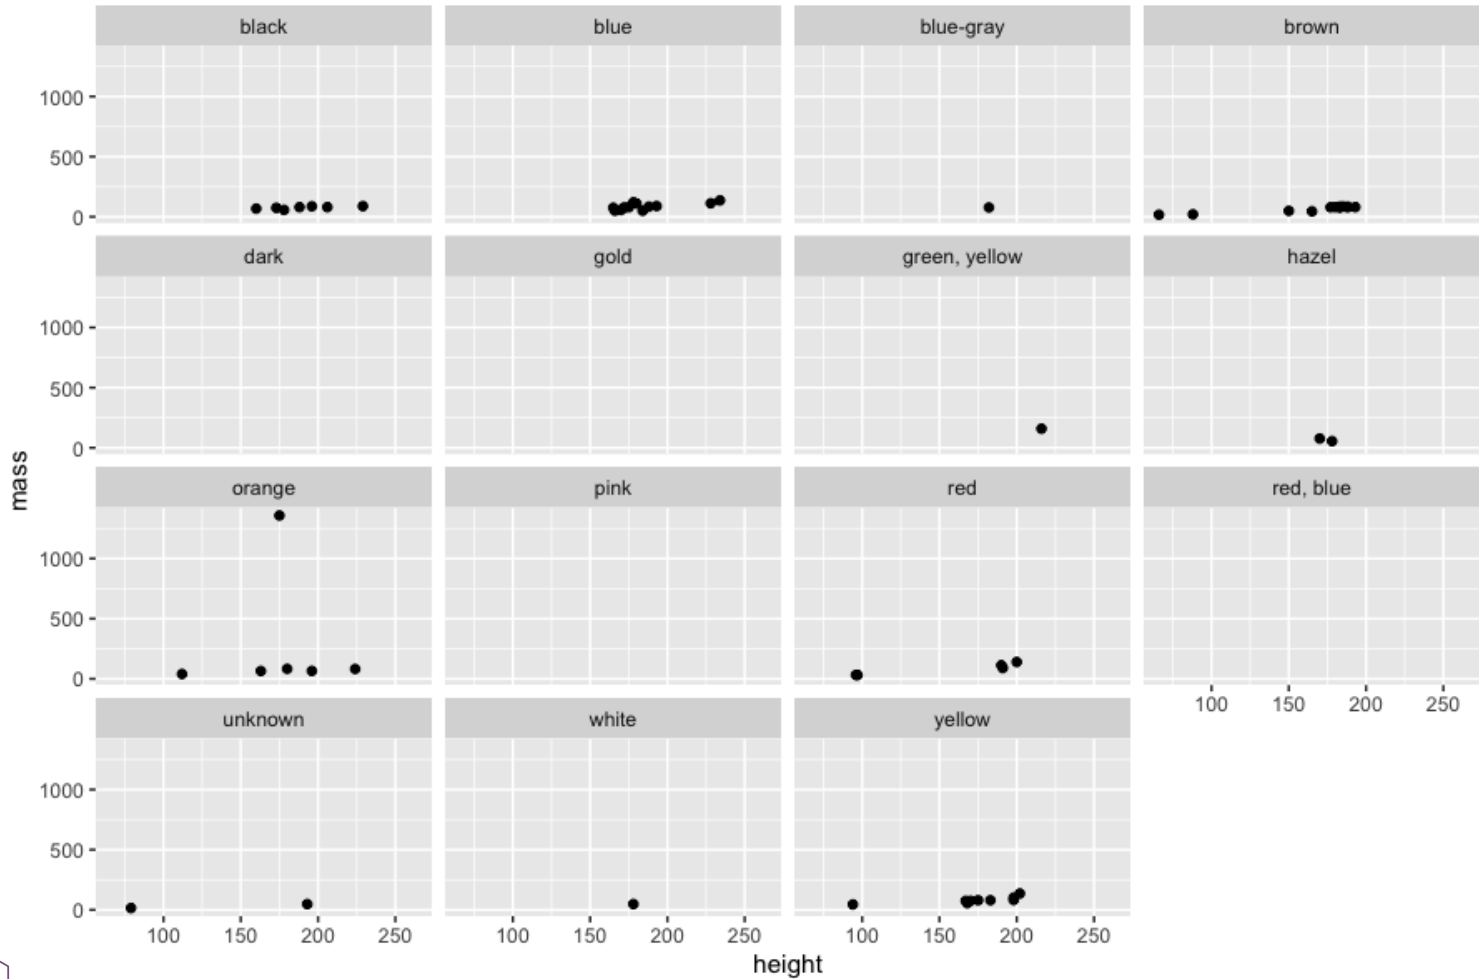 black blue blue-gray brown
1000
500
0
dark gold green, yellow hazel
1000
500
0
mass
orange pink red red, blue
1000
500
0
100 150 200 250
unknown white yellow
1000
500
0
100 150 200 250 100 150 200 250 100 150 200 250
height